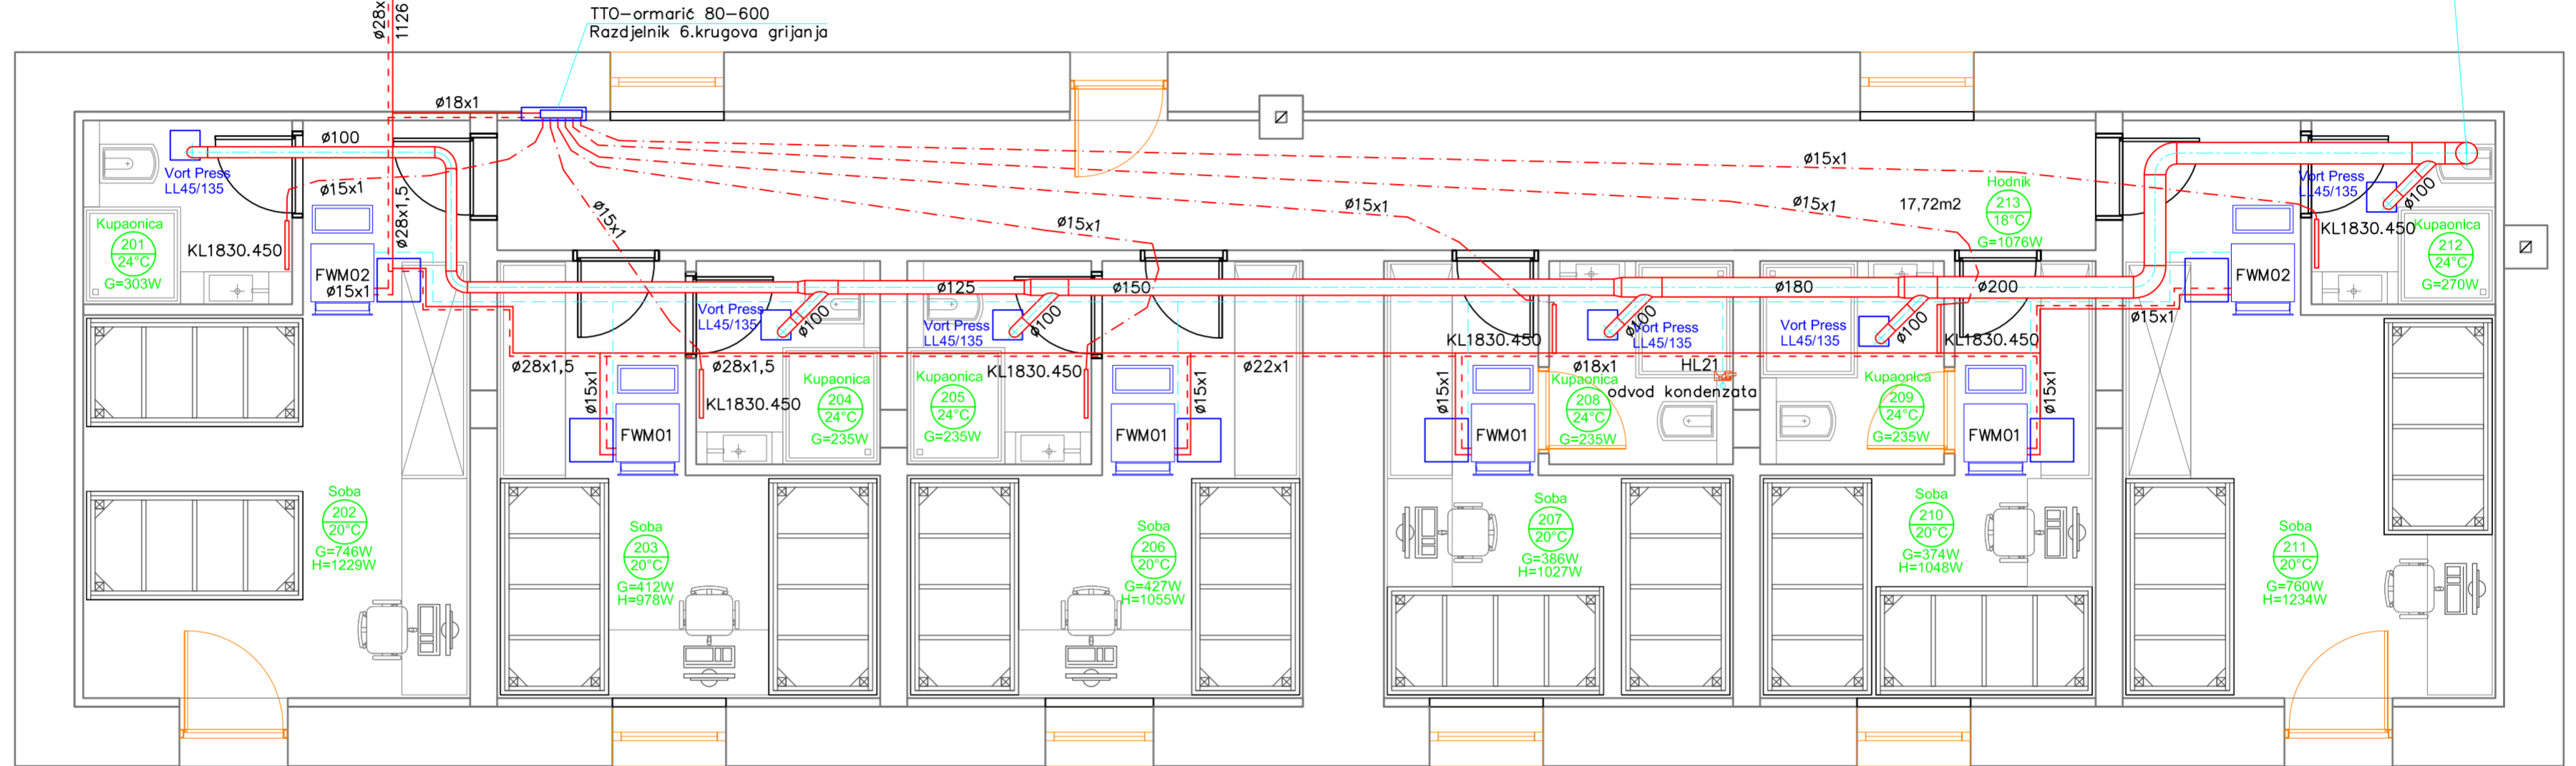 ø28x
1126
TTO-ormarić 80-600
Razdjelnik 6.krugova grijanja
ø18x1
ø100
Vort Press
LL45/135
ø15x1
ø28x1,5
Kupaonica
201
24°C
G=303W
KL1830.450
FWM02
ø15x1
ø15x1
ø15x1
ø15x1
ø15x1
ø15x1
17,72m2
Hodnik
213
18°C
G=1076W
Vort Press
LL45/135
ø100
KL1830.450
Kupaonica
212
24°C
G=270W
FWM02
ø15x1
ø125
ø150
ø180
ø200
Vort Press
LL45/135
ø100
Vort Press
LL45/135
ø100
ø100
Vort Press
LL45/135
Vort Press
LL45/135
ø100
KL1830.450
KL1830.450
ø28x1,5
ø28x1,5
KL1830.450
ø22x1
ø18x1
HL21
odvod kondenzata
ø15x1
FWM01
KL1830.450
Kupaonica
204
24°C
G=235W
Kupaonica
205
24°C
G=235W
FWM01
ø15x1
ø15x1
FWM01
Kupaonica
208
24°C
G=235W
Kupaonica
209
24°C
G=235W
FWM01
ø15x1
Soba
202
20°C
G=746W
H=1229W
Soba
203
20°C
G=412W
H=978W
Soba
206
20°C
G=427W
H=1055W
Soba
207
20°C
G=386W
H=1027W
Soba
210
20°C
G=374W
H=1048W
Soba
211
20°C
G=760W
H=1234W